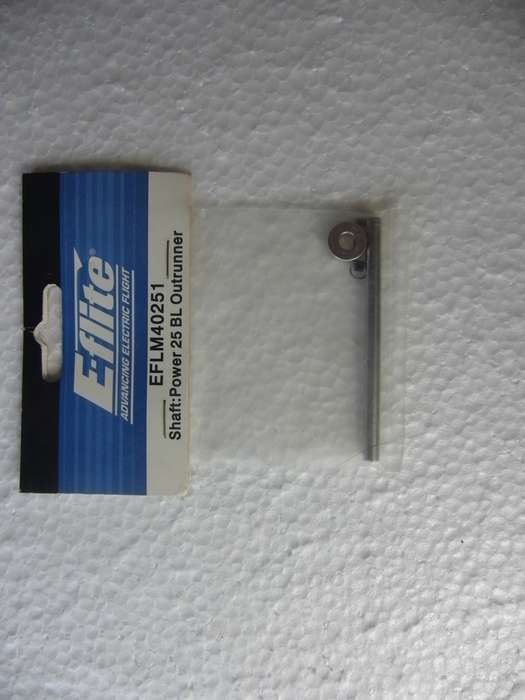 E-flite®
ADVANCING ELECTRIC FLIGHT
EFLM40251
Shaft:Power 25 BL Outrunner